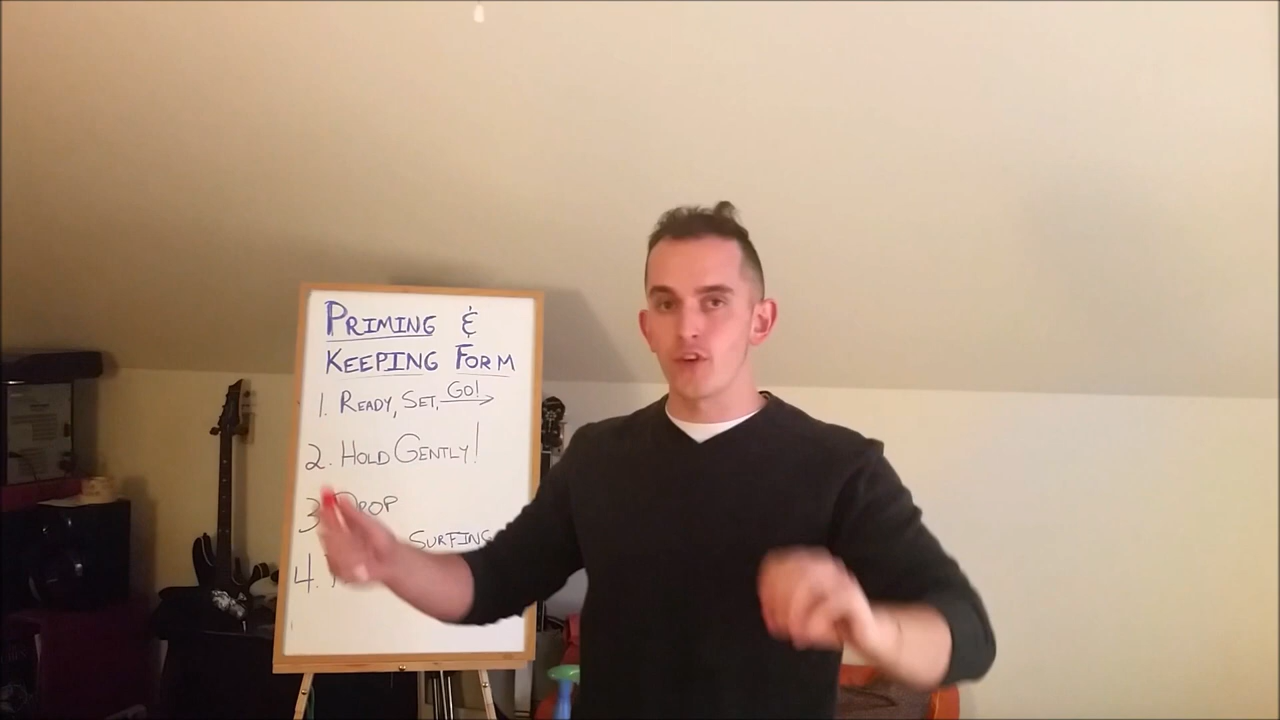 PRIMING &
KEEPING FORM
1. READY, SET, GO!
2. HOLD GENTLY!
3 DROP
SURFING
4.